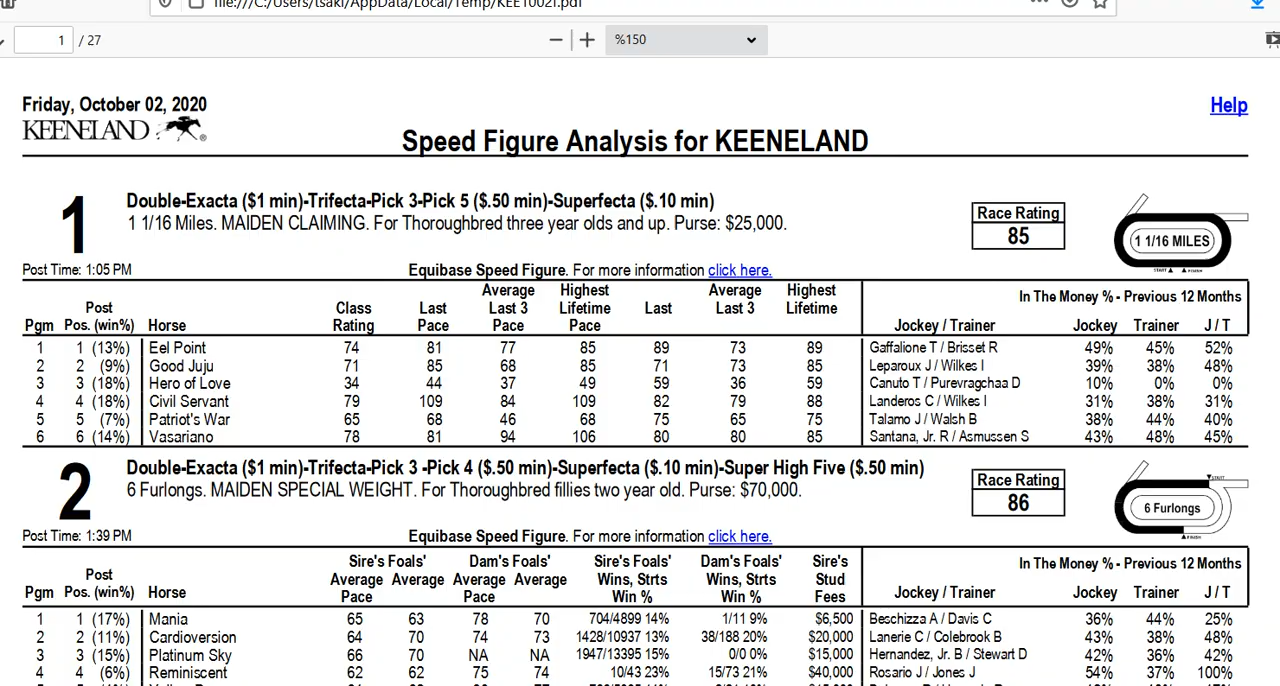 file:///C:/Users/tsaki/AppData/Local/Temp/KEE1002f.pdf
1 / 27 %150
Friday, October 02, 2020 Help
KEENELAND
Speed Figure Analysis for KEENELAND
1 Double-Exacta ($1 min)-Trifecta-Pick 3-Pick 5 ($.50 min)-Superfecta ($.10 min)
1 1/16 Miles. MAIDEN CLAIMING. For Thoroughbred three year olds and up. Purse: $25,000.
Race Rating
85
1 1/16 MILES
START FINISH
Post Time: 1:05 PM Equibase Speed Figure. For more information click here.
Average Highest Average Highest In The Money % - Previous 12 Months
Post Class Last Last 3 Lifetime Last Last 3 Lifetime
Pgm Pos. (win%) Horse Rating Pace Pace Pace Jockey / Trainer Jockey Trainer J / T
1 1 (13%) Eel Point 74 81 77 85 89 73 89 Gaffalione T / Brisset R 49% 45% 52%
2 2 (9%) Good Juju 71 85 68 85 71 73 85 Leparoux J / Wilkes I 39% 38% 48%
3 3 (18%) Hero of Love 34 44 37 49 59 36 59 Canuto T / Purevragchaa D 10% 0% 0%
4 4 (18%) Civil Servant 79 109 84 109 82 79 88 Landeros C / Wilkes I 31% 38% 31%
5 5 (7%) Patriot's War 65 68 46 68 75 65 75 Talamo J / Walsh B 38% 44% 40%
6 6 (14%) Vasariano 78 81 94 106 80 80 85 Santana, Jr. R / Asmussen S 43% 48% 45%
2 Double-Exacta ($1 min)-Trifecta-Pick 3 -Pick 4 ($.50 min)-Superfecta ($.10 min)-Super High Five ($.50 min)
6 Furlongs. MAIDEN SPECIAL WEIGHT. For Thoroughbred fillies two year old. Purse: $70,000.
Race Rating
86
START
6 Furlongs
FINISH
Post Time: 1:39 PM Equibase Speed Figure. For more information click here.
Sire's Foals' Dam's Foals' Sire's Foals' Dam's Foals' Sire's In The Money % - Previous 12 Months
Post Average Average Average Average Wins, Strts Wins, Strts Stud
Pgm Pos. (win%) Horse Pace Pace Win % Win % Fees Jockey / Trainer Jockey Trainer J / T
1 1 (17%) Mania 65 63 78 70 704/4899 14% 1/11 9% $6,500 Beschizza A / Davis C 36% 44% 25%
2 2 (11%) Cardioversion 64 70 74 73 1428/10937 13% 38/188 20% $20,000 Lanerie C / Colebrook B 43% 38% 48%
3 3 (15%) Platinum Sky 66 70 NA NA 1947/13395 15% 0/0 0% $15,000 Hernandez, Jr. B / Stewart D 42% 36% 42%
4 4 (6%) Reminiscent 62 62 75 74 10/43 23% 15/73 21% $40,000 Rosario J / Jones J 54% 37% 100%